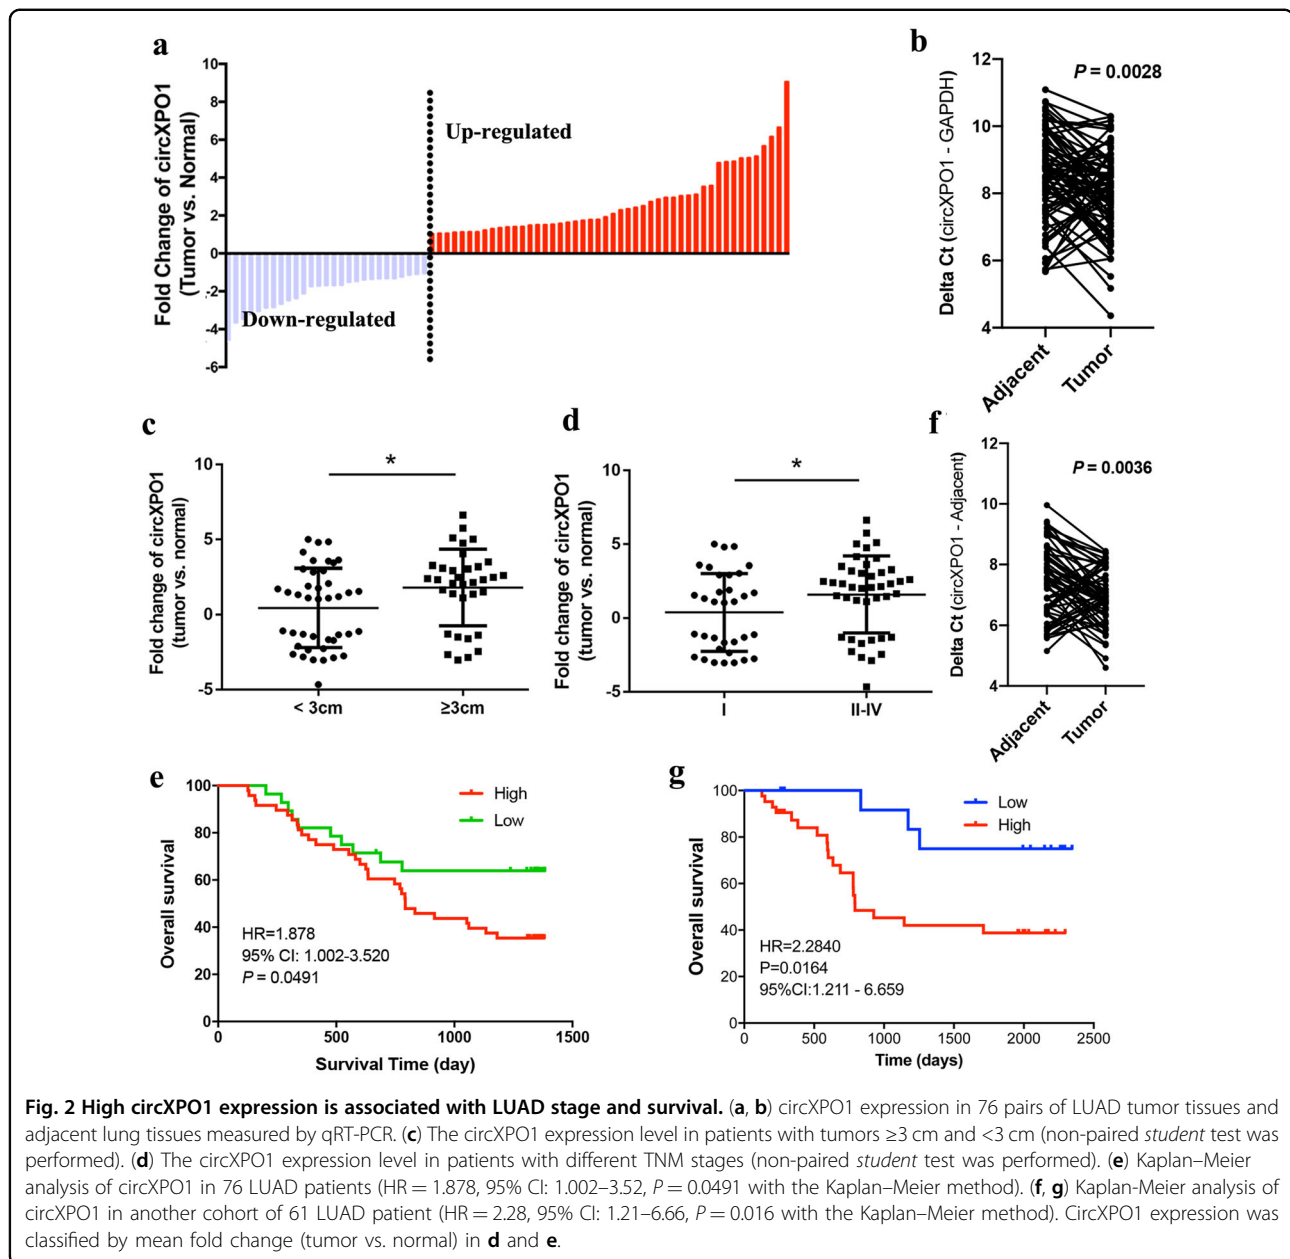 a
Fold Change of circXPO1
(Tumor vs. Normal)
10
8
6
4
2
0
-2
-4
-6
Up-regulated
Down-regulated
b
P = 0.0028
Delta Ct (circXPO1 - GAPDH)
12
10
8
6
4
Adjacent
Tumor
c
Fold change of circXPO1
(tumor vs. normal)
10
5
0
-5
*
< 3cm
≥3cm
d
Fold change of circXPO1
(tumor vs. normal)
10
5
0
-5
*
I
II-IV
f
P = 0.0036
Delta Ct (circXPO1 - Adjacent)
12
10
8
6
4
Adjacent
Tumor
e
Overall survival
100
80
60
40
20
0
High
Low
HR=1.878
95% CI: 1.002-3.520
P = 0.0491
0
500
1000
1500
Survival Time (day)
g
Overall survival
100
80
60
40
20
0
Low
High
HR=2.2840
P=0.0164
95%CI:1.211 - 6.659
0
500
1000
1500
2000
2500
Time (days)
Fig. 2 High circXPO1 expression is associated with LUAD stage and survival. (a, b) circXPO1 expression in 76 pairs of LUAD tumor tissues and
adjacent lung tissues measured by qRT-PCR. (c) The circXPO1 expression level in patients with tumors ≥3 cm and <3 cm (non-paired student test was
performed). (d) The circXPO1 expression level in patients with different TNM stages (non-paired student test was performed). (e) Kaplan–Meier
analysis of circXPO1 in 76 LUAD patients (HR = 1.878, 95% CI: 1.002–3.52, P = 0.0491 with the Kaplan–Meier method). (f, g) Kaplan-Meier analysis of
circXPO1 in another cohort of 61 LUAD patient (HR = 2.28, 95% CI: 1.21–6.66, P = 0.016 with the Kaplan–Meier method). CircXPO1 expression was
classified by mean fold change (tumor vs. normal) in d and e.